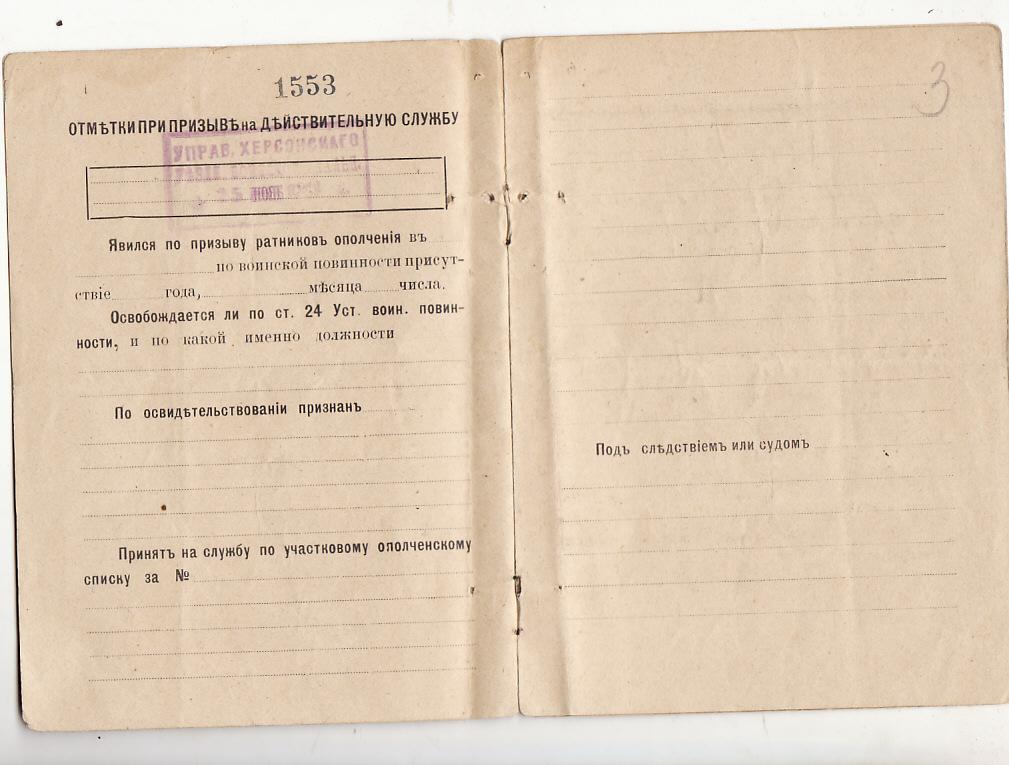 1553
ОТМѢТКИ ПРИ ПРИЗЫВѢ на ДѢЙСТВИТЕЛЬНУЮ СЛУЖБУ
УПРАВ. ХЕРСОНСКАГО
Явился по призыву ратниковъ ополченія въ
по воинской повинности присут-
ствіе года, мѣсяца числа.
Освобождается ли по ст. 24 Уст. воин. повин-
ности, и по какой именно должности
По освидѣтельствованіи признанъ
Принятъ на службу по участковому ополченскому
списку за №
3
Подъ слѣдствіемъ или судомъ